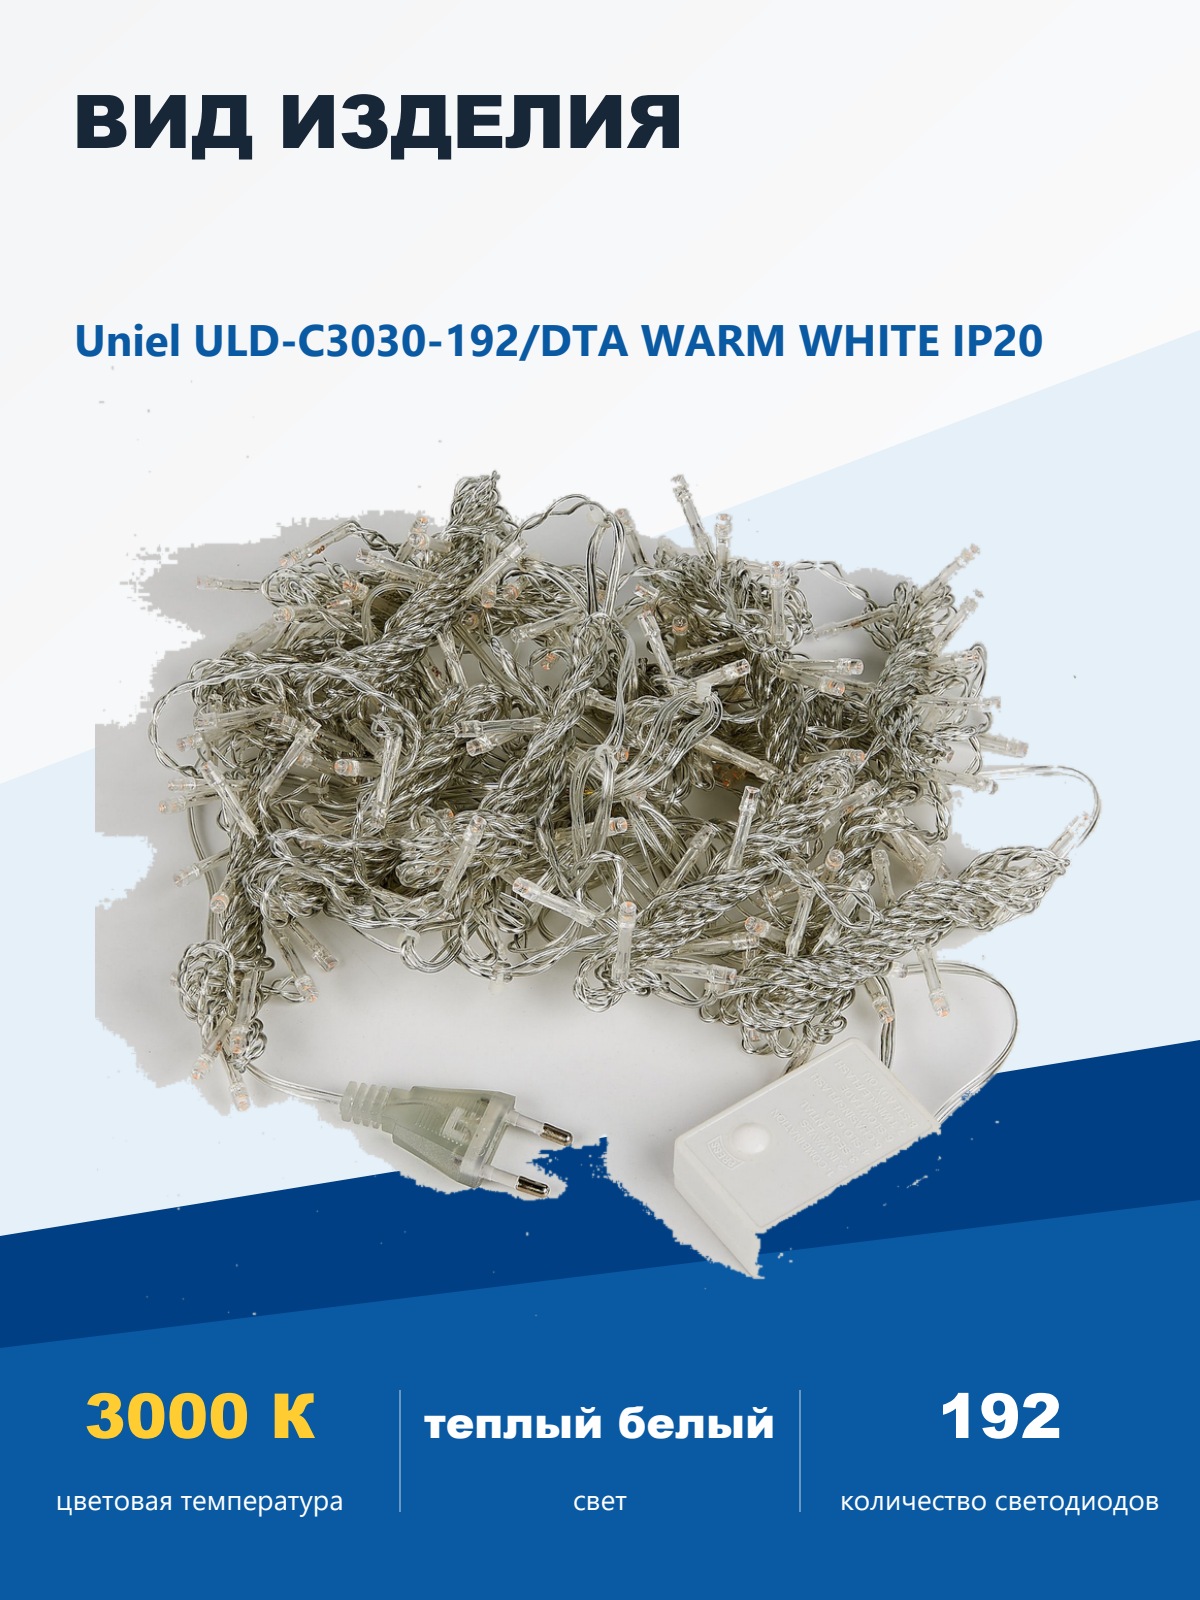 ВИД ИЗДЕЛИЯ
Uniel ULD-C3030-192/DTA WARM WHITE IP20
3000 К
теплый белый
192
цветовая температура
свет
количество светодиодов